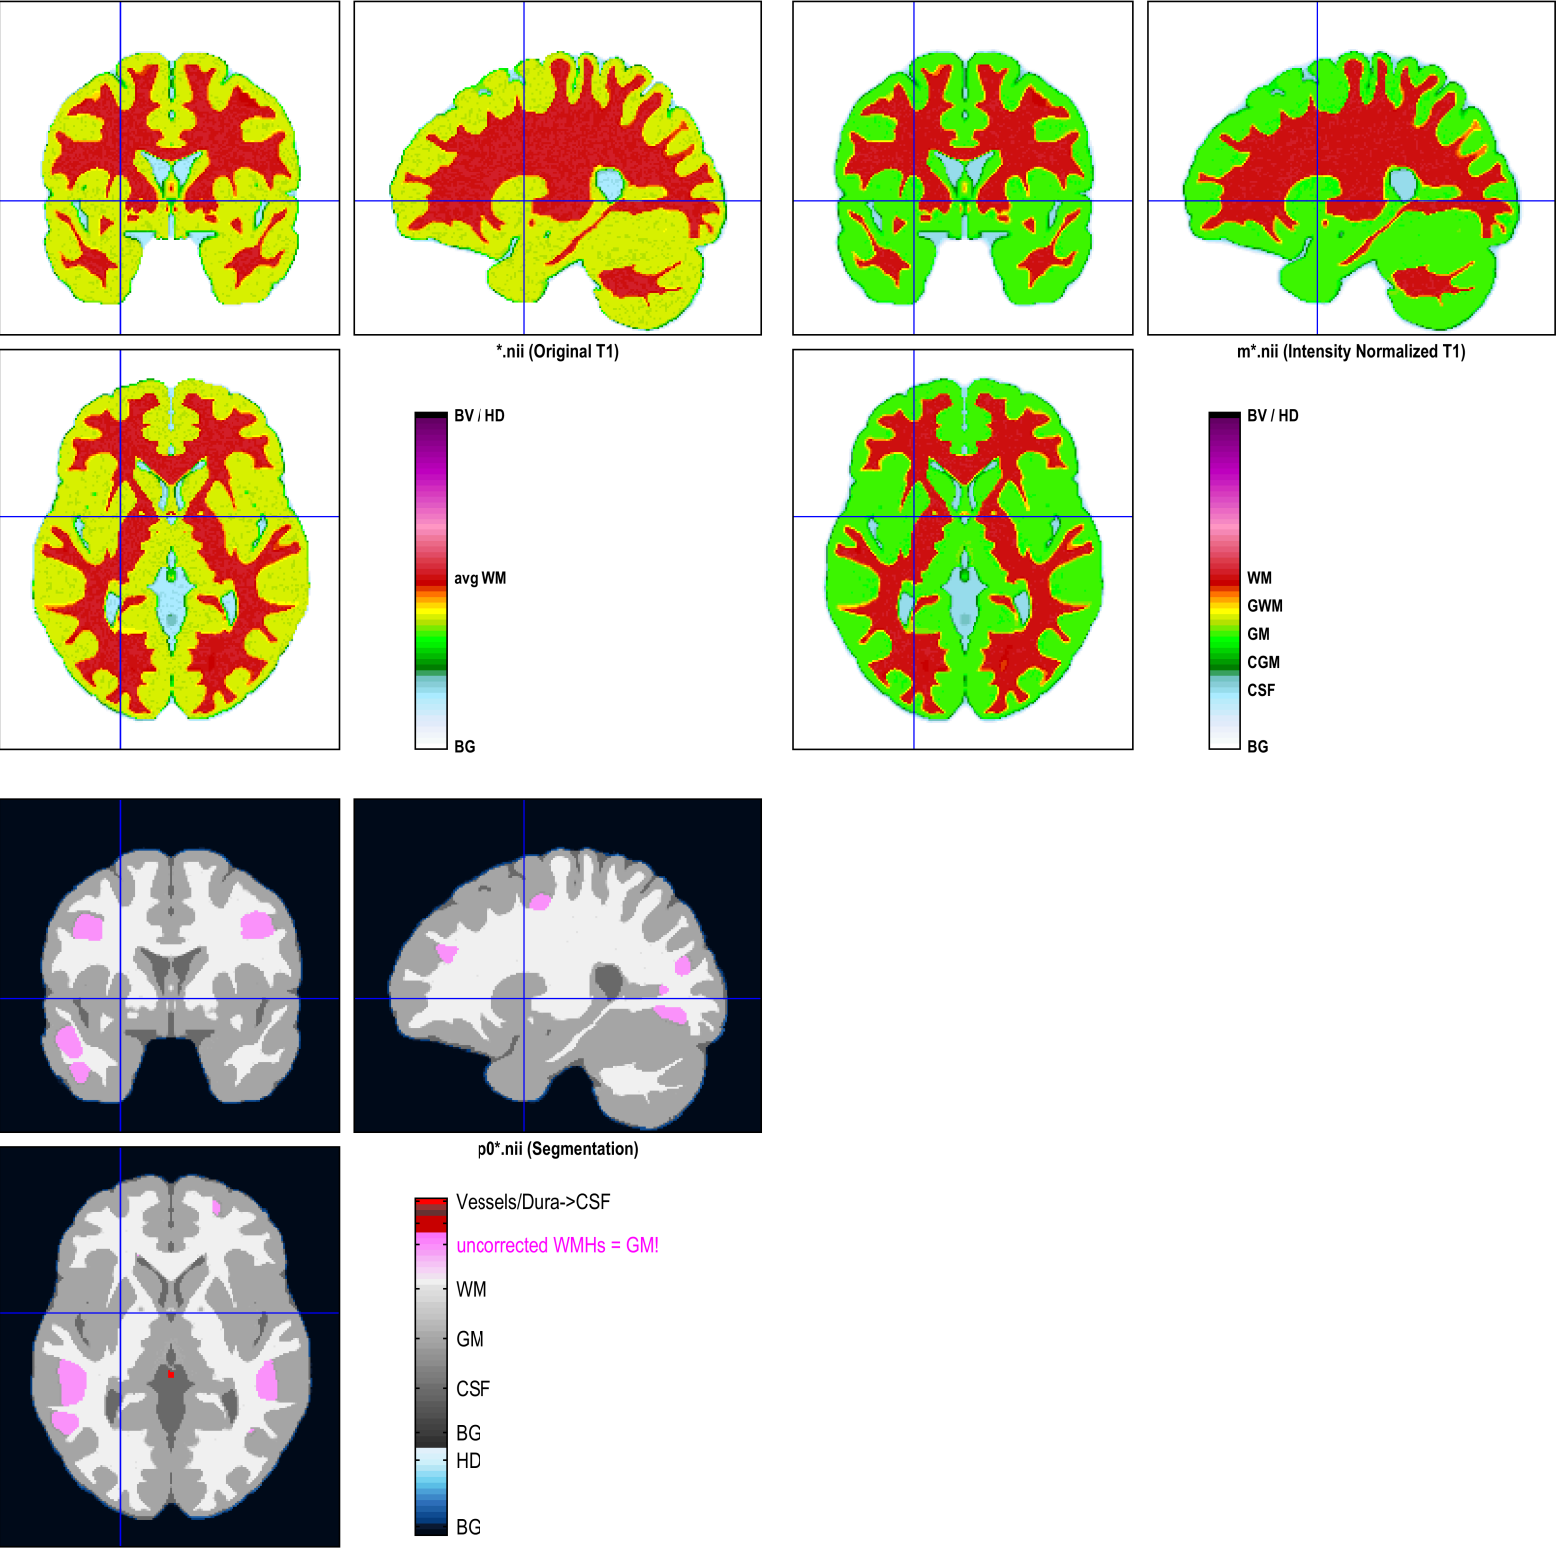 *.nii (Original T1)
BV / HD
avg WM
BG
m*.nii (Intensity Normalized T1)
BV / HD
WM
GWM
GM
CGM
CSF
BG
p0*.nii (Segmentation)
Vessels/Dura->CSF
uncorrected WMHs = GM!
WM
GM
CSF
BG
HD
BG